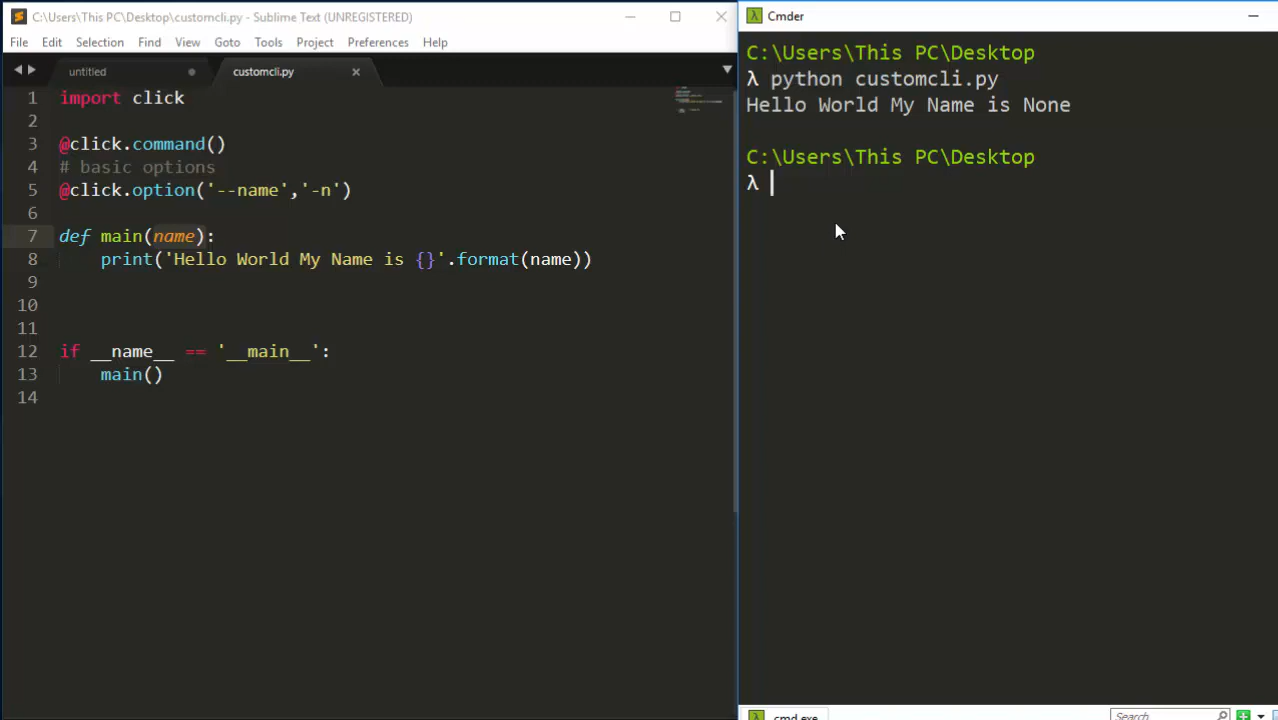 C:\Users\This PC\Desktop\customcli.py - Sublime Text (UNREGISTERED)
File Edit Selection Find View Goto Tools Project Preferences Help
untitled customcli.py
1 import click
2
3 @click.command()
4 # basic options
5 @click.option('--name','-n')
6
7 def main(name):
8 print('Hello World My Name is {}'.format(name))
9
10
11
12 if __name__ == '__main__':
13 main()
14
Cmder
C:\Users\This PC\Desktop
λ python customcli.py
Hello World My Name is None
C:\Users\This PC\Desktop
λ
cmd.exe
Search